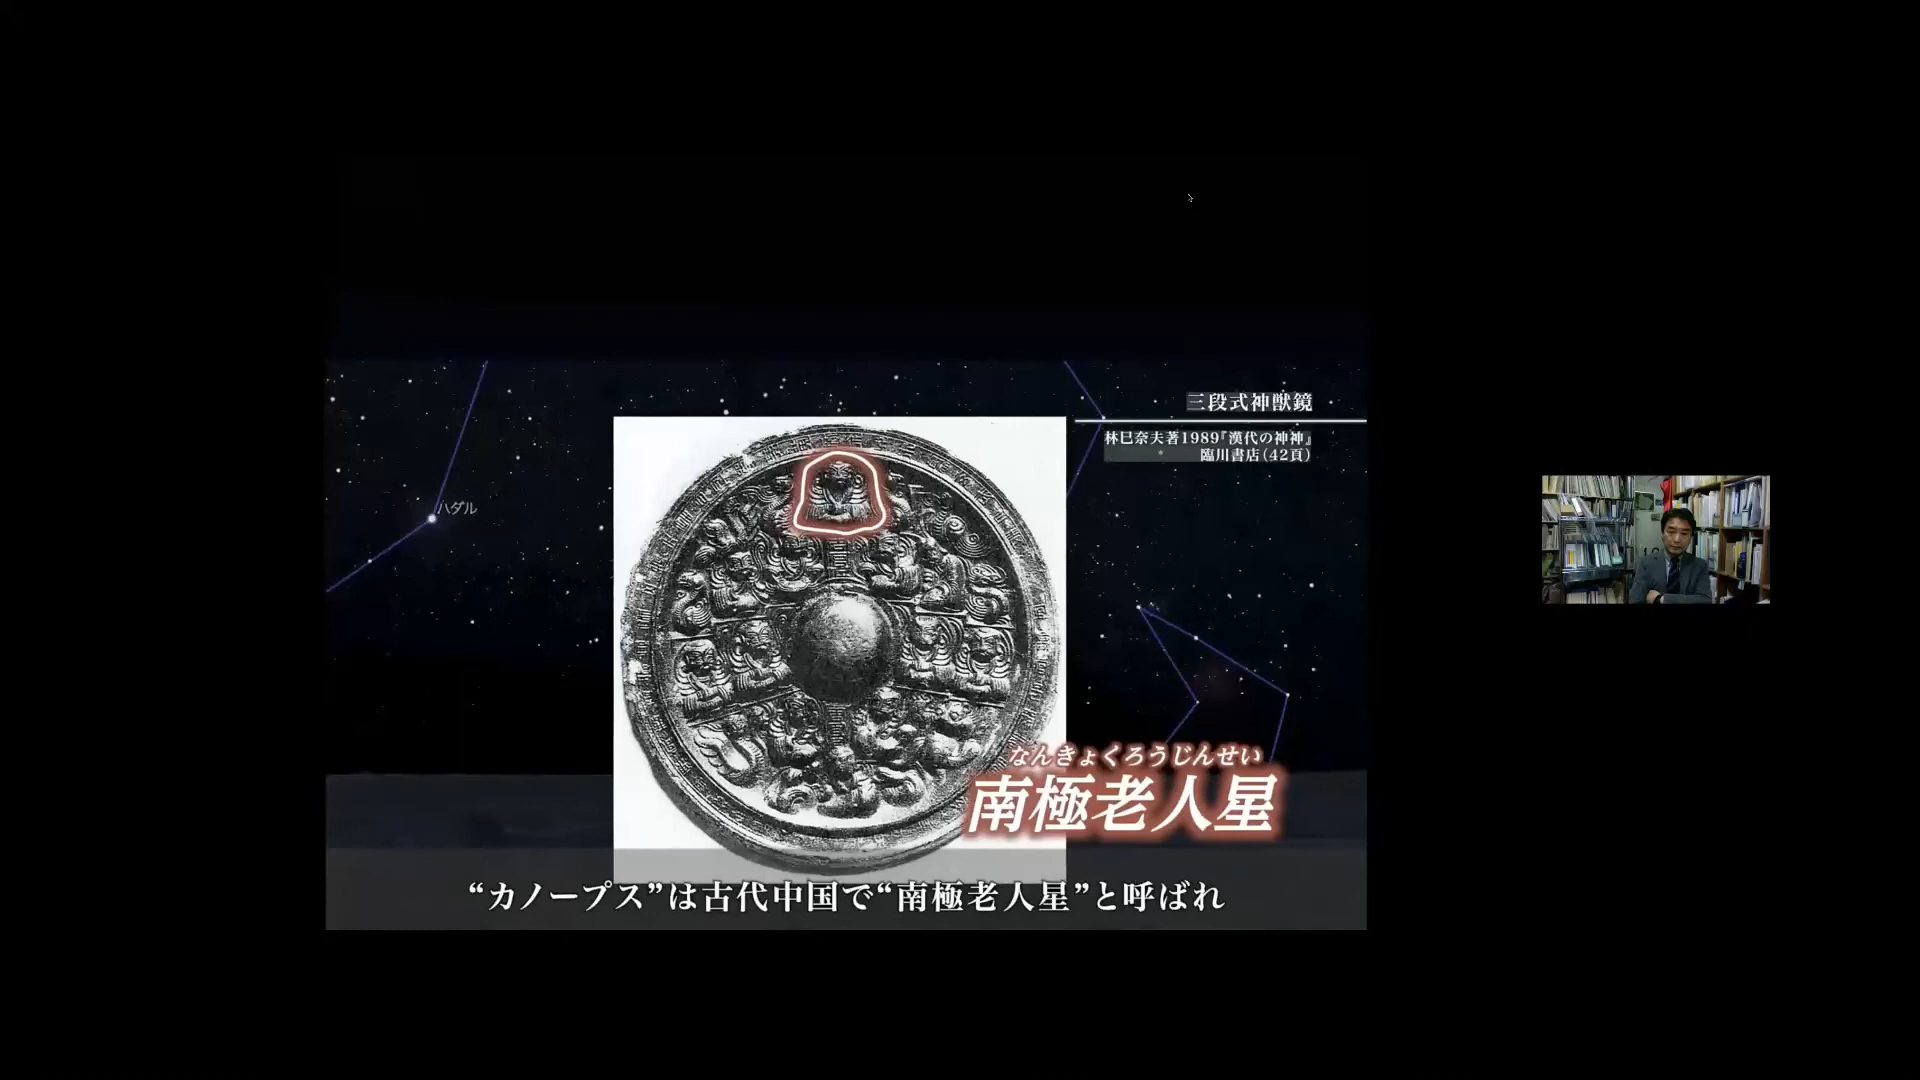 三段式神獣鏡
林巳奈夫著1989『漢代の神神』
臨川書店(42頁)
ハダル
なんきょくろうじんせい
南極老人星
“カノープス”は古代中国で“南極老人星”と呼ばれ